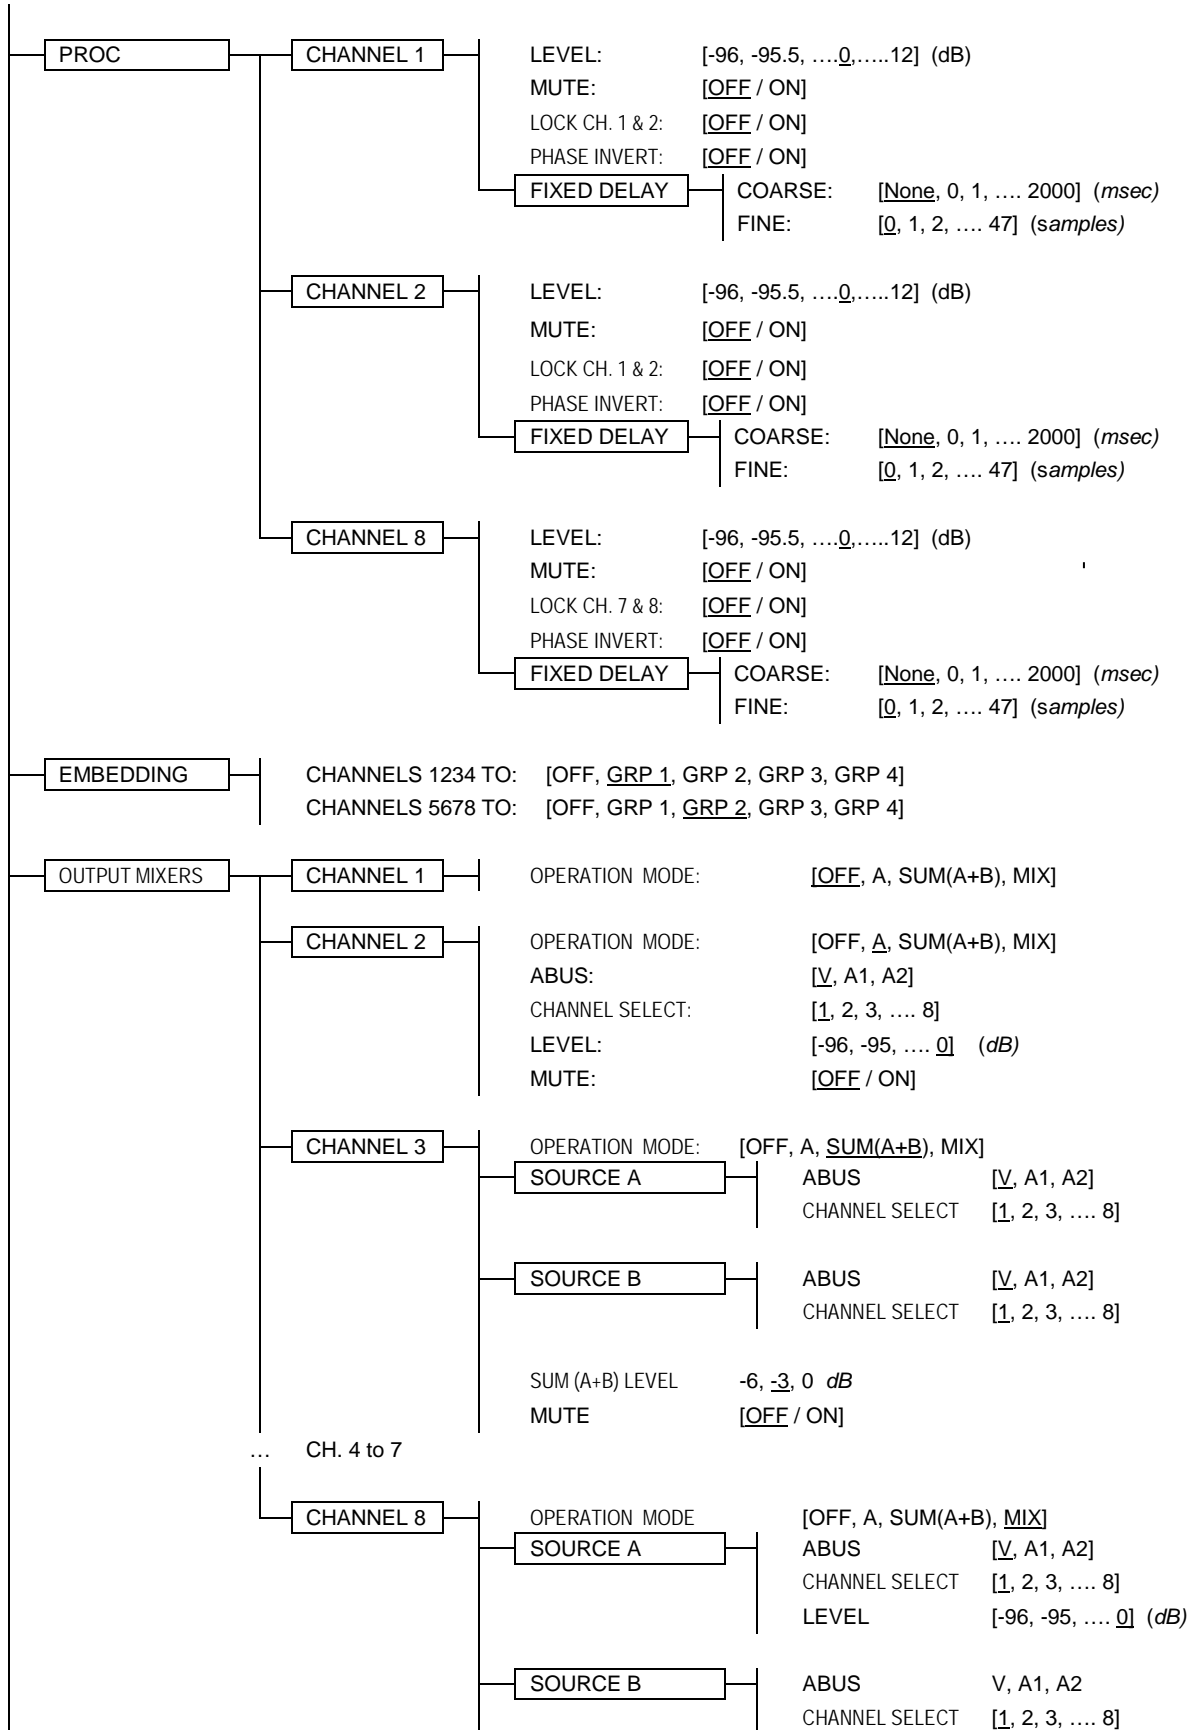 PROC CHANNEL 1 LEVEL: [-96, -95.5, ….0,…..12] (dB)
MUTE: [OFF / ON]
LOCK CH. 1 & 2: [OFF / ON]
PHASE INVERT: [OFF / ON]
FIXED DELAY COARSE: [None, 0, 1, …. 2000] (msec)
FINE: [0, 1, 2, …. 47] (samples)
CHANNEL 2 LEVEL: [-96, -95.5, ….0,…..12] (dB)
MUTE: [OFF / ON]
LOCK CH. 1 & 2: [OFF / ON]
PHASE INVERT: [OFF / ON]
FIXED DELAY COARSE: [None, 0, 1, …. 2000] (msec)
FINE: [0, 1, 2, …. 47] (samples)
CHANNEL 8 LEVEL: [-96, -95.5, ….0,…..12] (dB)
MUTE: [OFF / ON]
LOCK CH. 7 & 8: [OFF / ON]
PHASE INVERT: [OFF / ON]
FIXED DELAY COARSE: [None, 0, 1, …. 2000] (msec)
FINE: [0, 1, 2, …. 47] (samples)
EMBEDDING CHANNELS 1234 TO: [OFF, GRP 1, GRP 2, GRP 3, GRP 4]
CHANNELS 5678 TO: [OFF, GRP 1, GRP 2, GRP 3, GRP 4]
OUTPUT MIXERS CHANNEL 1 OPERATION MODE: [OFF, A, SUM(A+B), MIX]
CHANNEL 2 OPERATION MODE: [OFF, A, SUM(A+B), MIX]
ABUS: [V, A1, A2]
CHANNEL SELECT: [1, 2, 3, …. 8]
LEVEL: [-96, -95, …. 0] (dB)
MUTE: [OFF / ON]
CHANNEL 3 OPERATION MODE: [OFF, A, SUM(A+B), MIX]
SOURCE A ABUS [V, A1, A2]
CHANNEL SELECT [1, 2, 3, …. 8]
SOURCE B ABUS [V, A1, A2]
CHANNEL SELECT [1, 2, 3, …. 8]
SUM (A+B) LEVEL -6, -3, 0 dB
MUTE [OFF / ON]
… CH. 4 to 7
CHANNEL 8 OPERATION MODE [OFF, A, SUM(A+B), MIX]
SOURCE A ABUS [V, A1, A2]
CHANNEL SELECT [1, 2, 3, …. 8]
LEVEL [-96, -95, …. 0] (dB)
SOURCE B ABUS V, A1, A2
CHANNEL SELECT [1, 2, 3, …. 8]